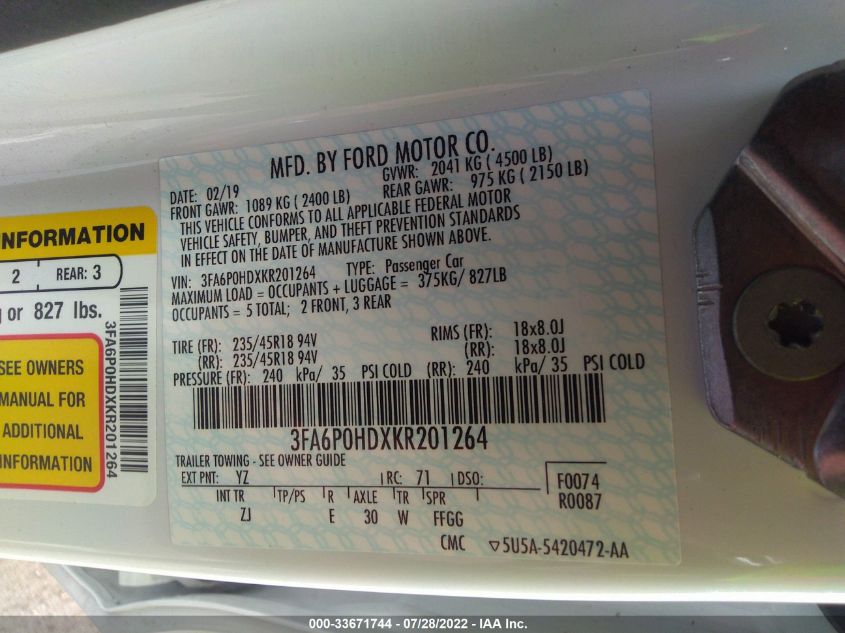 MFD. BY FORD MOTOR CO.
DATE: 02/19 GVWR: 2041 KG ( 4500 LB)
FRONT GAWR: 1089 KG ( 2400 LB) REAR GAWR: 975 KG ( 2150 LB)
THIS VEHICLE CONFORMS TO ALL APPLICABLE FEDERAL MOTOR
VEHICLE SAFETY, BUMPER, AND THEFT PREVENTION STANDARDS
IN EFFECT ON THE DATE OF MANUFACTURE SHOWN ABOVE.
VIN: 3FA6P0HDXKR201264 TYPE: Passenger Car
MAXIMUM LOAD = OCCUPANTS + LUGGAGE = 375KG/ 827LB
OCCUPANTS = 5 TOTAL; 2 FRONT, 3 REAR
TIRE (FR): 235/45R18 94V RIMS (FR): 18x8.0J
(RR): 235/45R18 94V (RR): 18x8.0J
PRESSURE (FR): 240 kPa/ 35 PSI COLD (RR): 240 kPa/ 35 PSI COLD
3FA6P0HDXKR201264
TRAILER TOWING - SEE OWNER GUIDE
EXT PNT: YZ RC: 71 DSO: F0074
R0087
INT TR TP/PS R AXLE TR SPR
ZJ E 30 W FFGG
CMC ▽5U5A-5420472-AA
INFORMATION
2 REAR: 3
or 827 lbs.
SEE OWNERS
MANUAL FOR
ADDITIONAL
INFORMATION
3FA6P0HDXKR201264
000-33671744 / 07/28/2022 - IAA Inc.